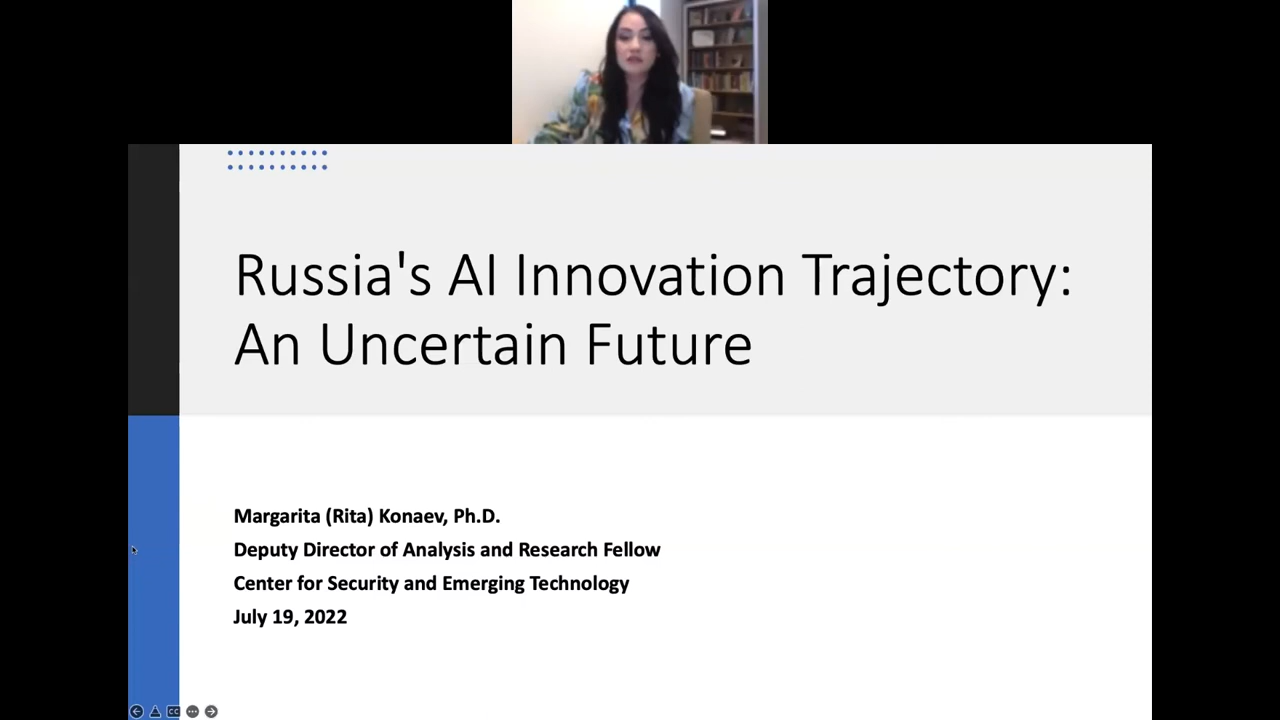 Russia's AI Innovation Trajectory:
An Uncertain Future
Margarita (Rita) Konaev, Ph.D.
Deputy Director of Analysis and Research Fellow
Center for Security and Emerging Technology
July 19, 2022
CC